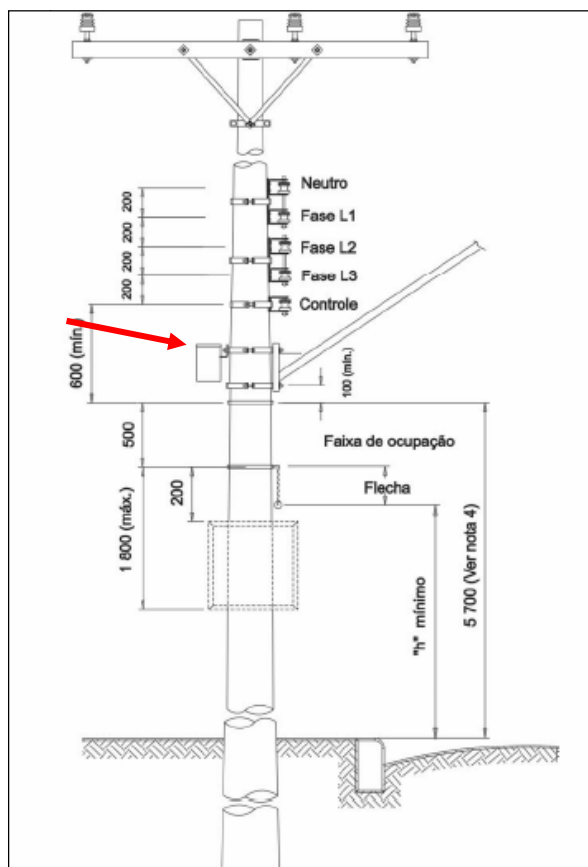 Neutro
200
Fase L1
200
Fase L2
200
Fase L3
200
Controle
600 (mín.)
100 (mín.)
500
Faixa de ocupação
Flecha
200
1 800 (máx.)
5 700 (Ver nota 4)
"h" mínimo